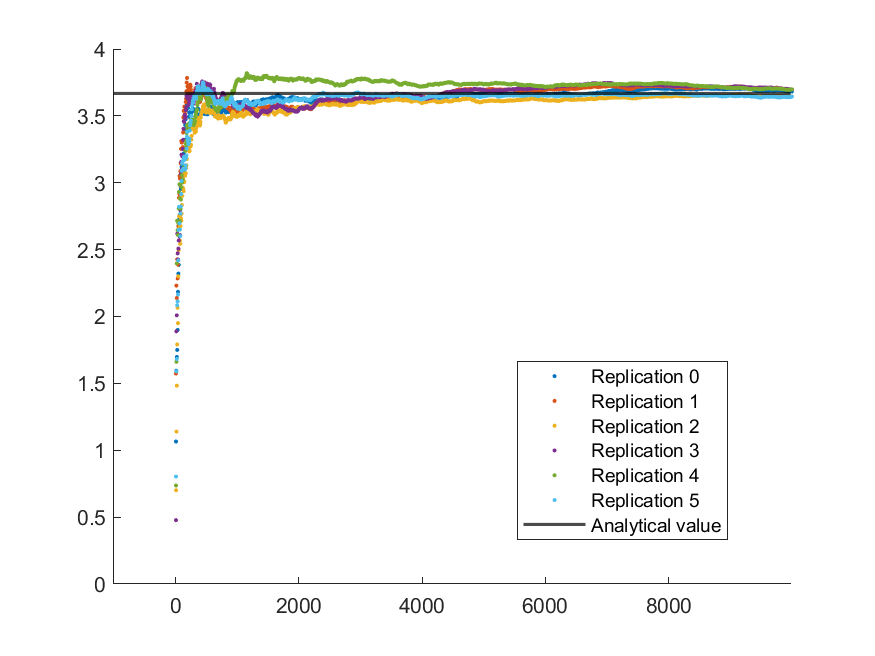 4
3.5
3
2.5
2
1.5
1
0.5
0
0 2000 4000 6000 8000
Replication 0
Replication 1
Replication 2
Replication 3
Replication 4
Replication 5
Analytical value